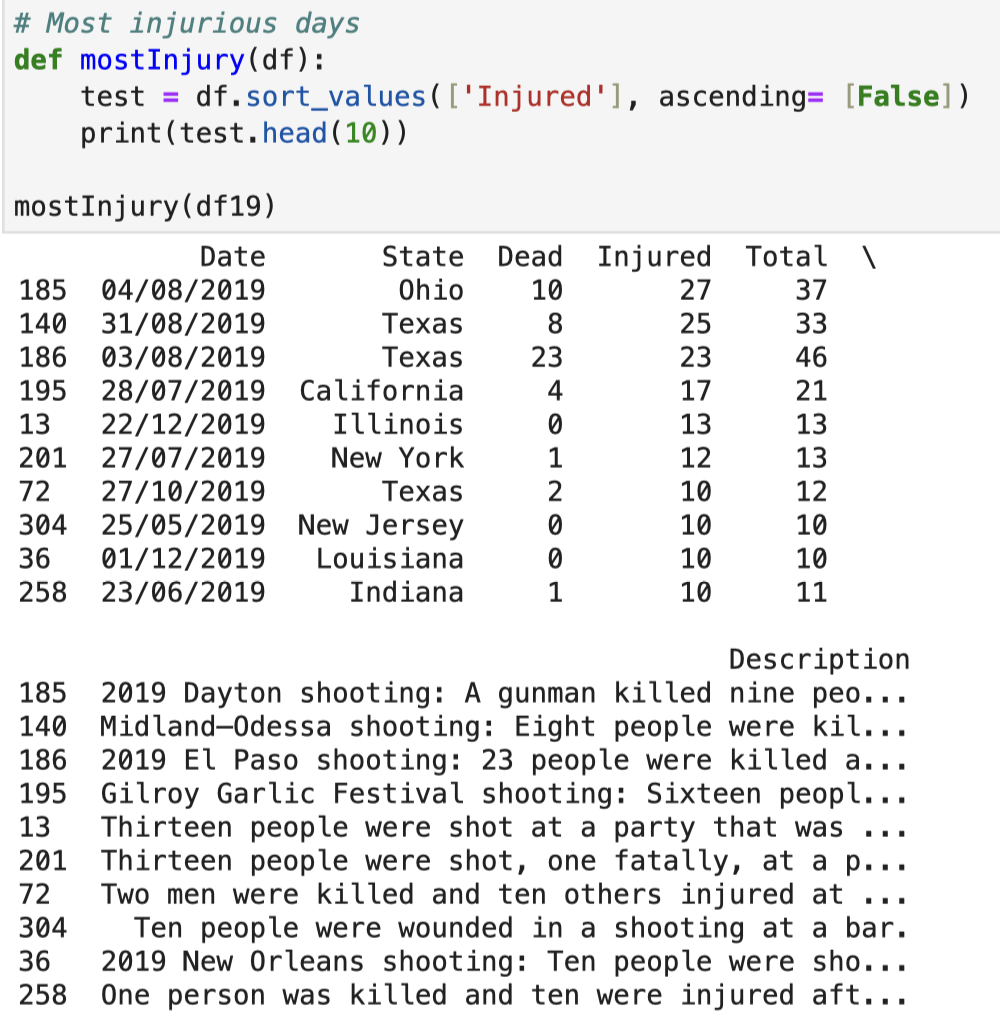 # Most injurious days
def mostInjury(df):
    test = df.sort_values(['Injured'], ascending= [False])
    print(test.head(10))

mostInjury(df19)
           Date       State  Dead  Injured  Total  \
185  04/08/2019        Ohio    10       27     37
140  31/08/2019       Texas     8       25     33
186  03/08/2019       Texas    23       23     46
195  28/07/2019  California     4       17     21
13   22/12/2019    Illinois     0       13     13
201  27/07/2019    New York     1       12     13
72   27/10/2019       Texas     2       10     12
304  25/05/2019  New Jersey     0       10     10
36   01/12/2019   Louisiana     0       10     10
258  23/06/2019     Indiana     1       10     11

                                           Description
185  2019 Dayton shooting: A gunman killed nine peo...
140  Midland–Odessa shooting: Eight people were kil...
186  2019 El Paso shooting: 23 people were killed a...
195  Gilroy Garlic Festival shooting: Sixteen peopl...
13   Thirteen people were shot at a party that was ...
201  Thirteen people were shot, one fatally, at a p...
72   Two men were killed and ten others injured at ...
304    Ten people were wounded in a shooting at a bar.
36   2019 New Orleans shooting: Ten people were sho...
258  One person was killed and ten were injured aft...